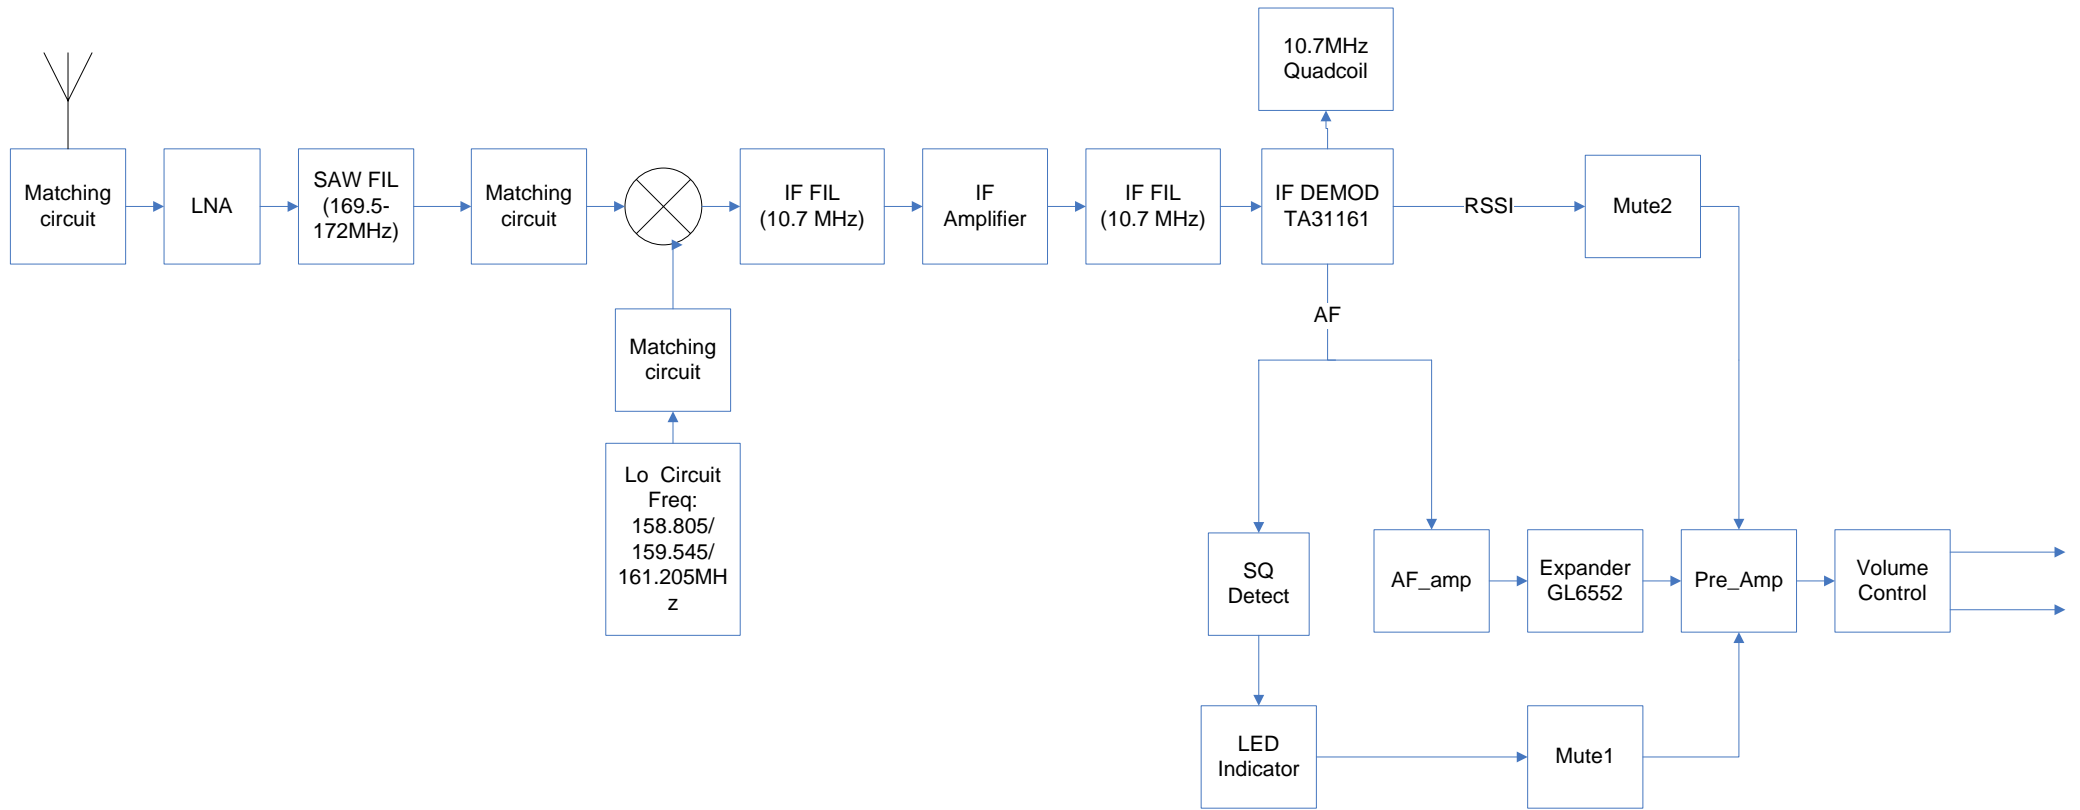 10.7MHz
Quadcoil
Matching
circuit
LNA
SAW FIL
(169.5-
172MHz)
Matching
circuit
IF FIL
(10.7 MHz)
IF
Amplifier
IF FIL
(10.7 MHz)
IF DEMOD
TA31161
RSSI
Mute2
AF
Matching
circuit
Lo Circuit
Freq:
158.805/
159.545/
161.205MH
z
SQ
Detect
AF_amp
Expander
GL6552
Pre_Amp
Volume
Control
LED
Indicator
Mute1